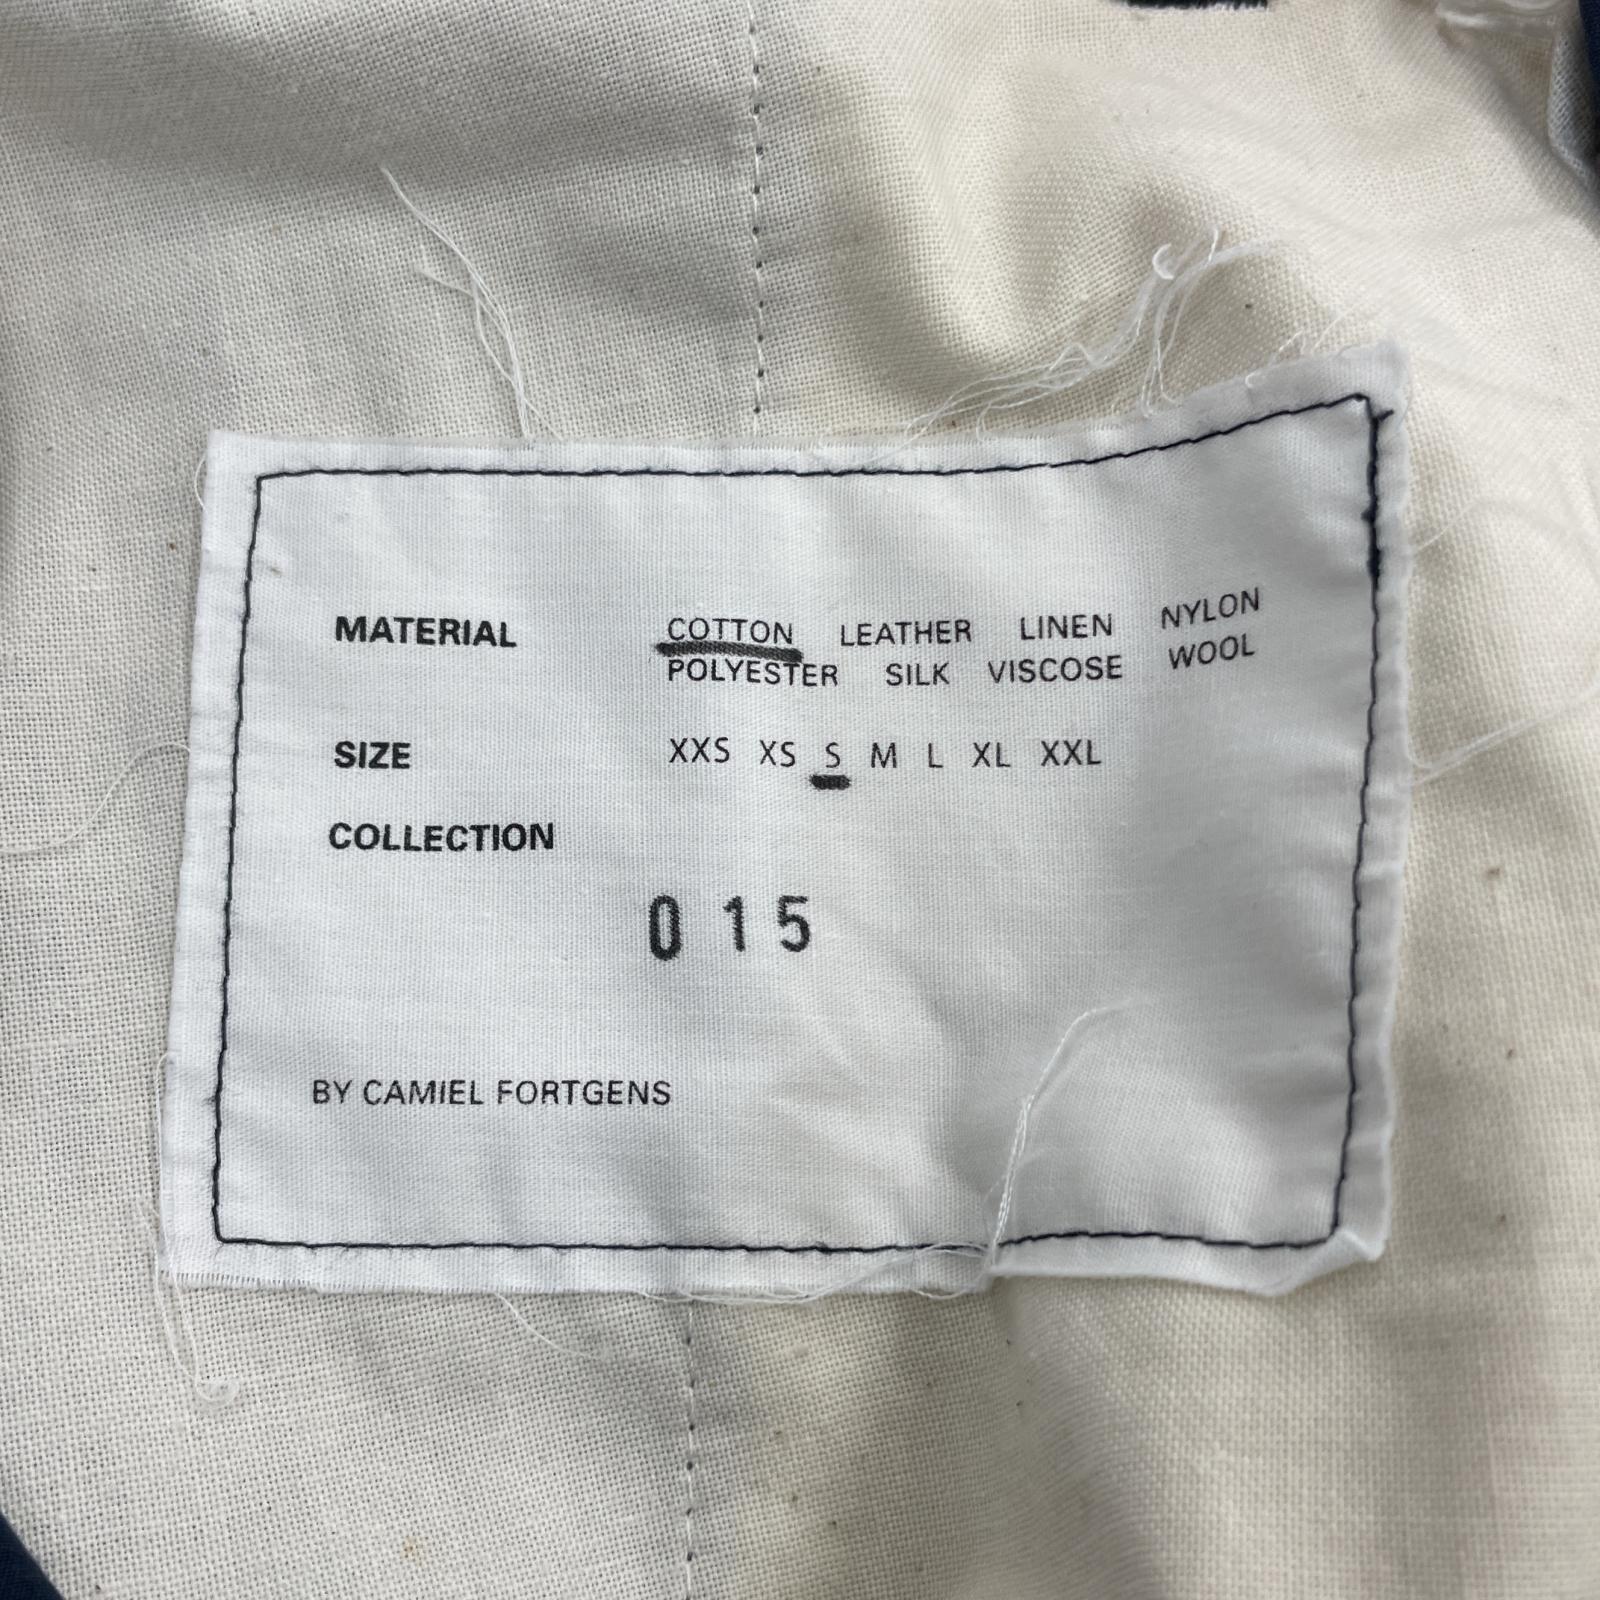 MATERIAL COTTON LEATHER LINEN NYLON
POLYESTER SILK VISCOSE WOOL
SIZE XXS XS S M L XL XXL
COLLECTION
015
BY CAMIEL FORTGENS